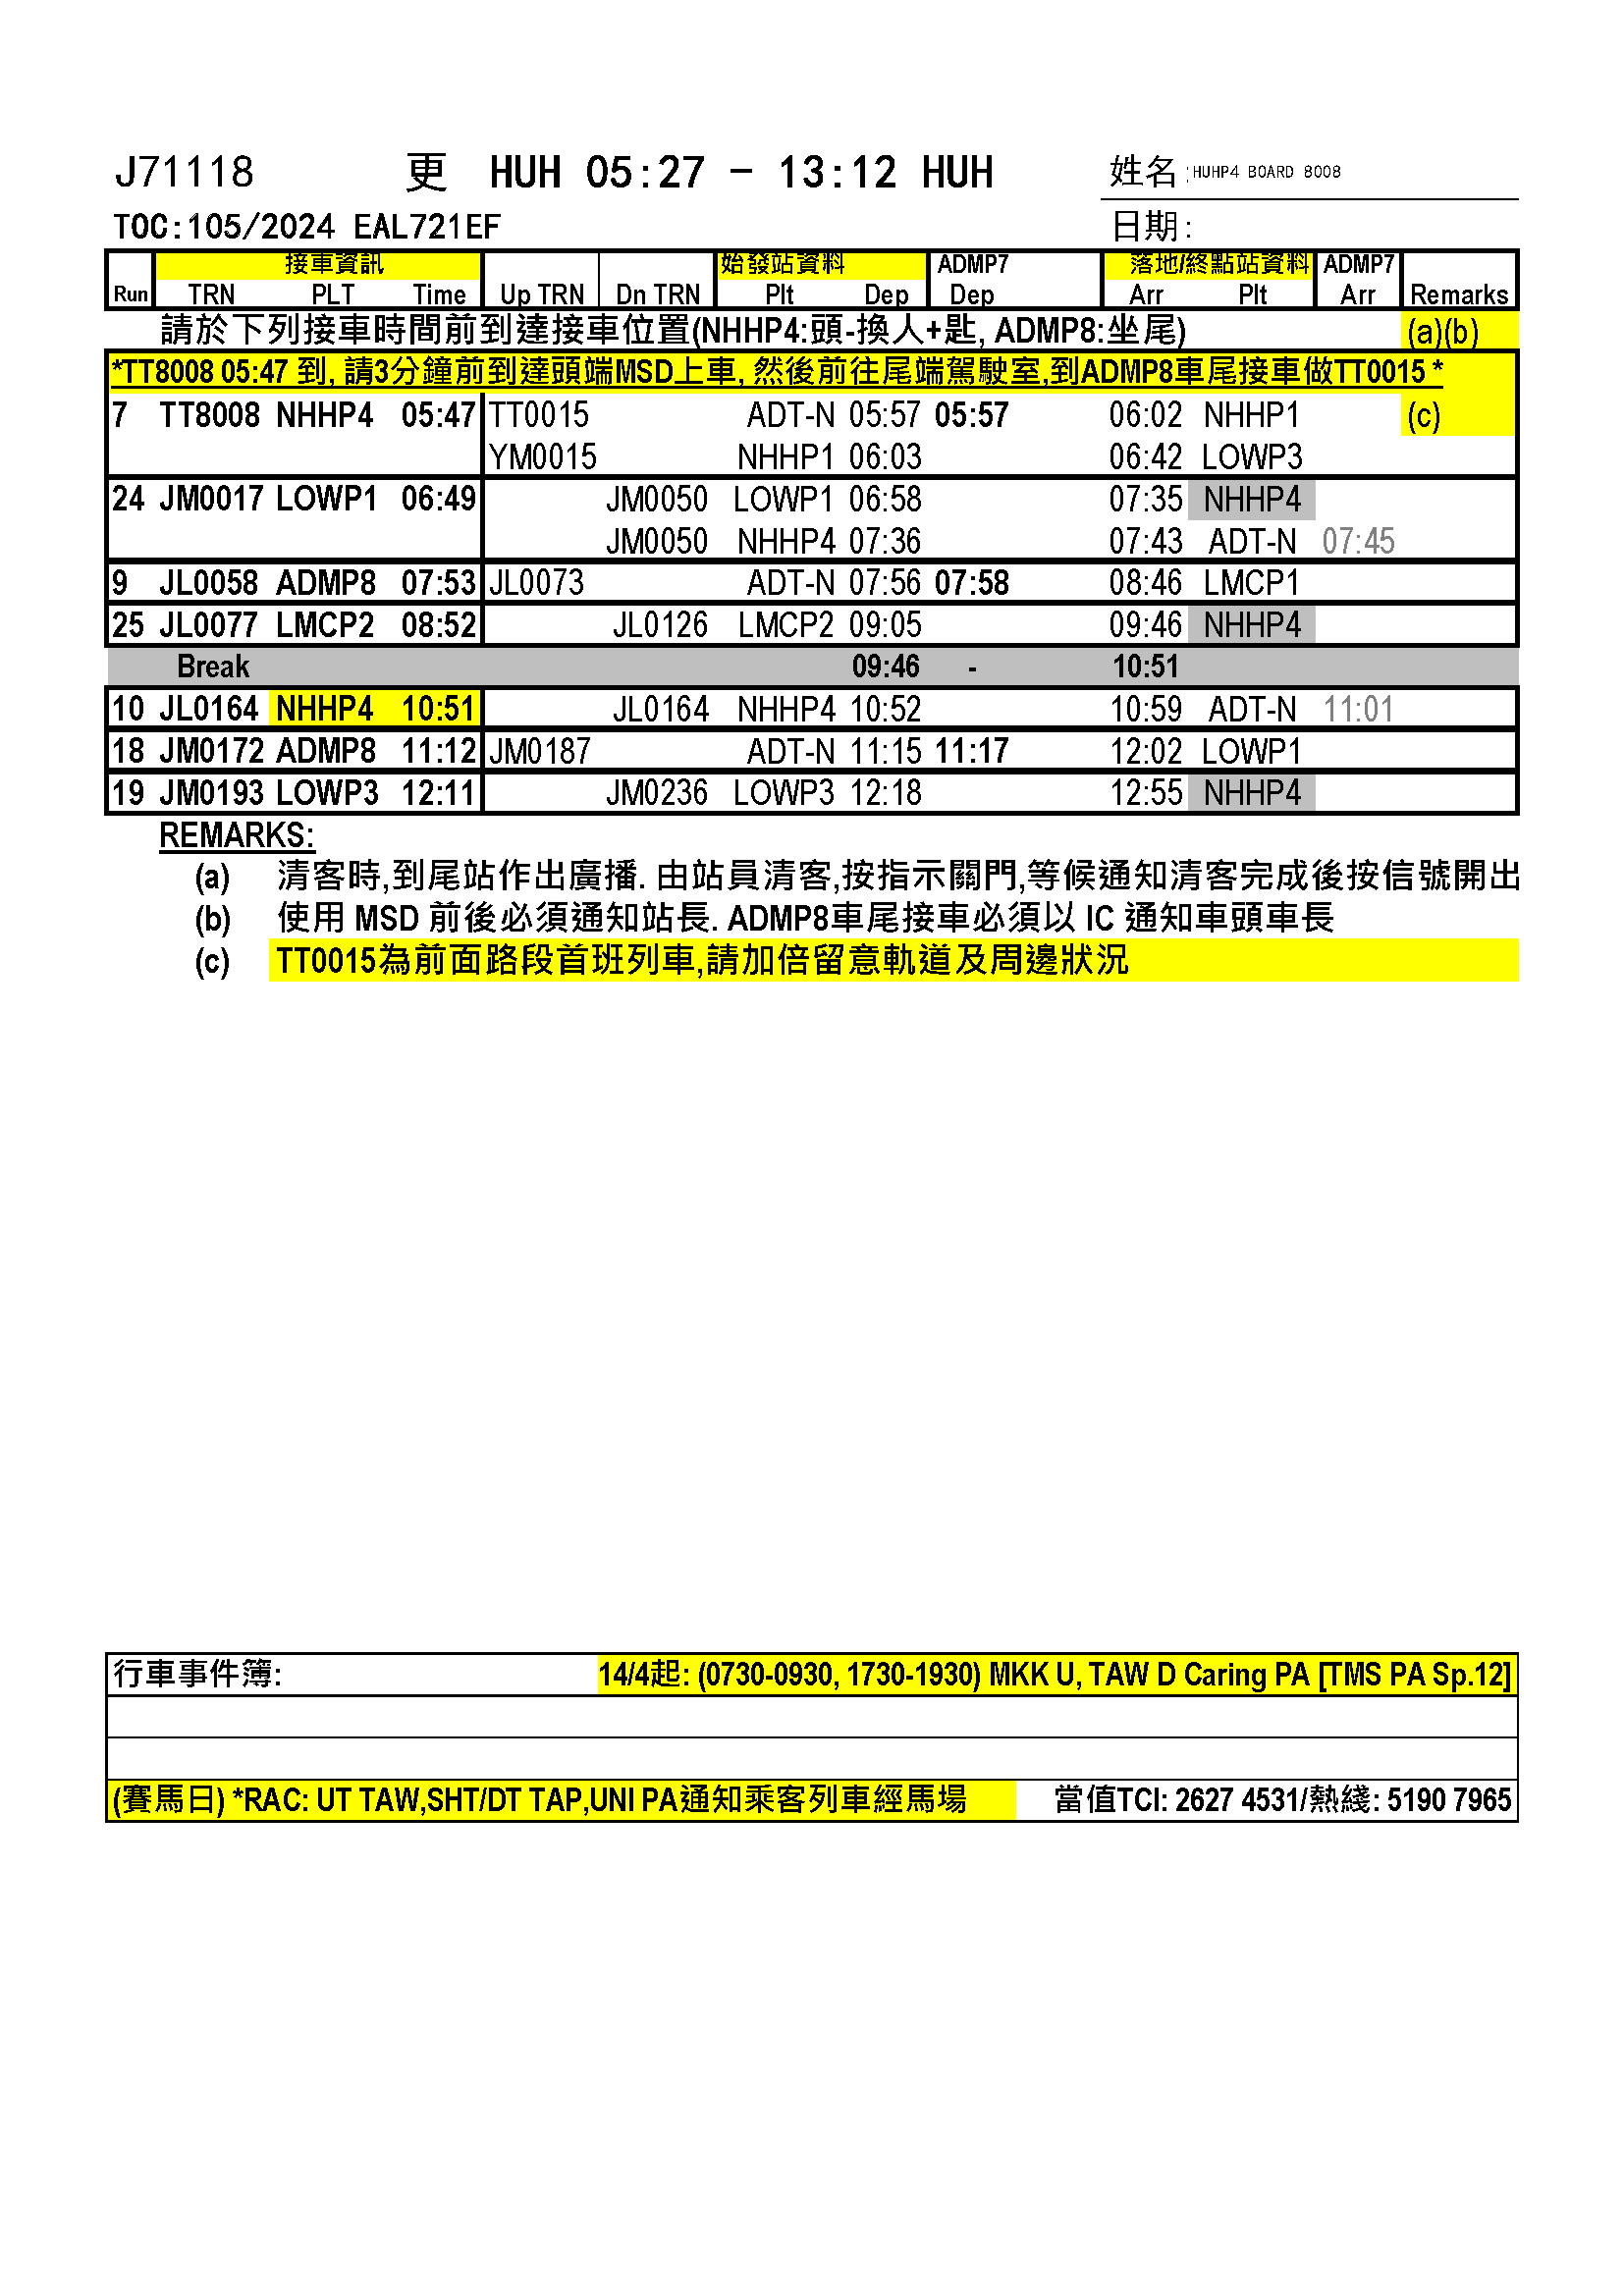 J71118 更 HUH 05:27 - 13:12 HUH 姓名:HUHP4 BOARD 8008
TOC:105/2024 EAL721EF 日期:
接車資訊 始發站資料 ADMP7 落地/終點站資料 ADMP7
Run TRN PLT Time Up TRN Dn TRN Plt Dep Dep Arr Plt Arr Remarks
請於下列接車時間前到達接車位置(NHHP4:頭-換人+匙, ADMP8:坐尾) (a)(b)
*TT8008 05:47 到, 請3分鐘前到達頭端MSD上車, 然後前往尾端駕駛室,到ADMP8車尾接車做TT0015 *
7 TT8008 NHHP4 05:47 TT0015 ADT-N 05:57 05:57 06:02 NHHP1 (c)
YM0015 NHHP1 06:03 06:42 LOWP3
24 JM0017 LOWP1 06:49 JM0050 LOWP1 06:58 07:35 NHHP4
JM0050 NHHP4 07:36 07:43 ADT-N 07:45
9 JL0058 ADMP8 07:53 JL0073 ADT-N 07:56 07:58 08:46 LMCP1
25 JL0077 LMCP2 08:52 JL0126 LMCP2 09:05 09:46 NHHP4
Break 09:46 - 10:51
10 JL0164 NHHP4 10:51 JL0164 NHHP4 10:52 10:59 ADT-N 11:01
18 JM0172 ADMP8 11:12 JM0187 ADT-N 11:15 11:17 12:02 LOWP1
19 JM0193 LOWP3 12:11 JM0236 LOWP3 12:18 12:55 NHHP4
REMARKS:
(a) 清客時,到尾站作出廣播. 由站員清客,按指示關門,等候通知清客完成後按信號開出
(b) 使用 MSD 前後必須通知站長. ADMP8車尾接車必須以 IC 通知車頭車長
(c) TT0015為前面路段首班列車,請加倍留意軌道及周邊狀況
行車事件簿: 14/4起: (0730-0930, 1730-1930) MKK U, TAW D Caring PA [TMS PA Sp.12]
(賽馬日) *RAC: UT TAW,SHT/DT TAP,UNI PA通知乘客列車經馬場 當值TCI: 2627 4531/熱綫: 5190 7965